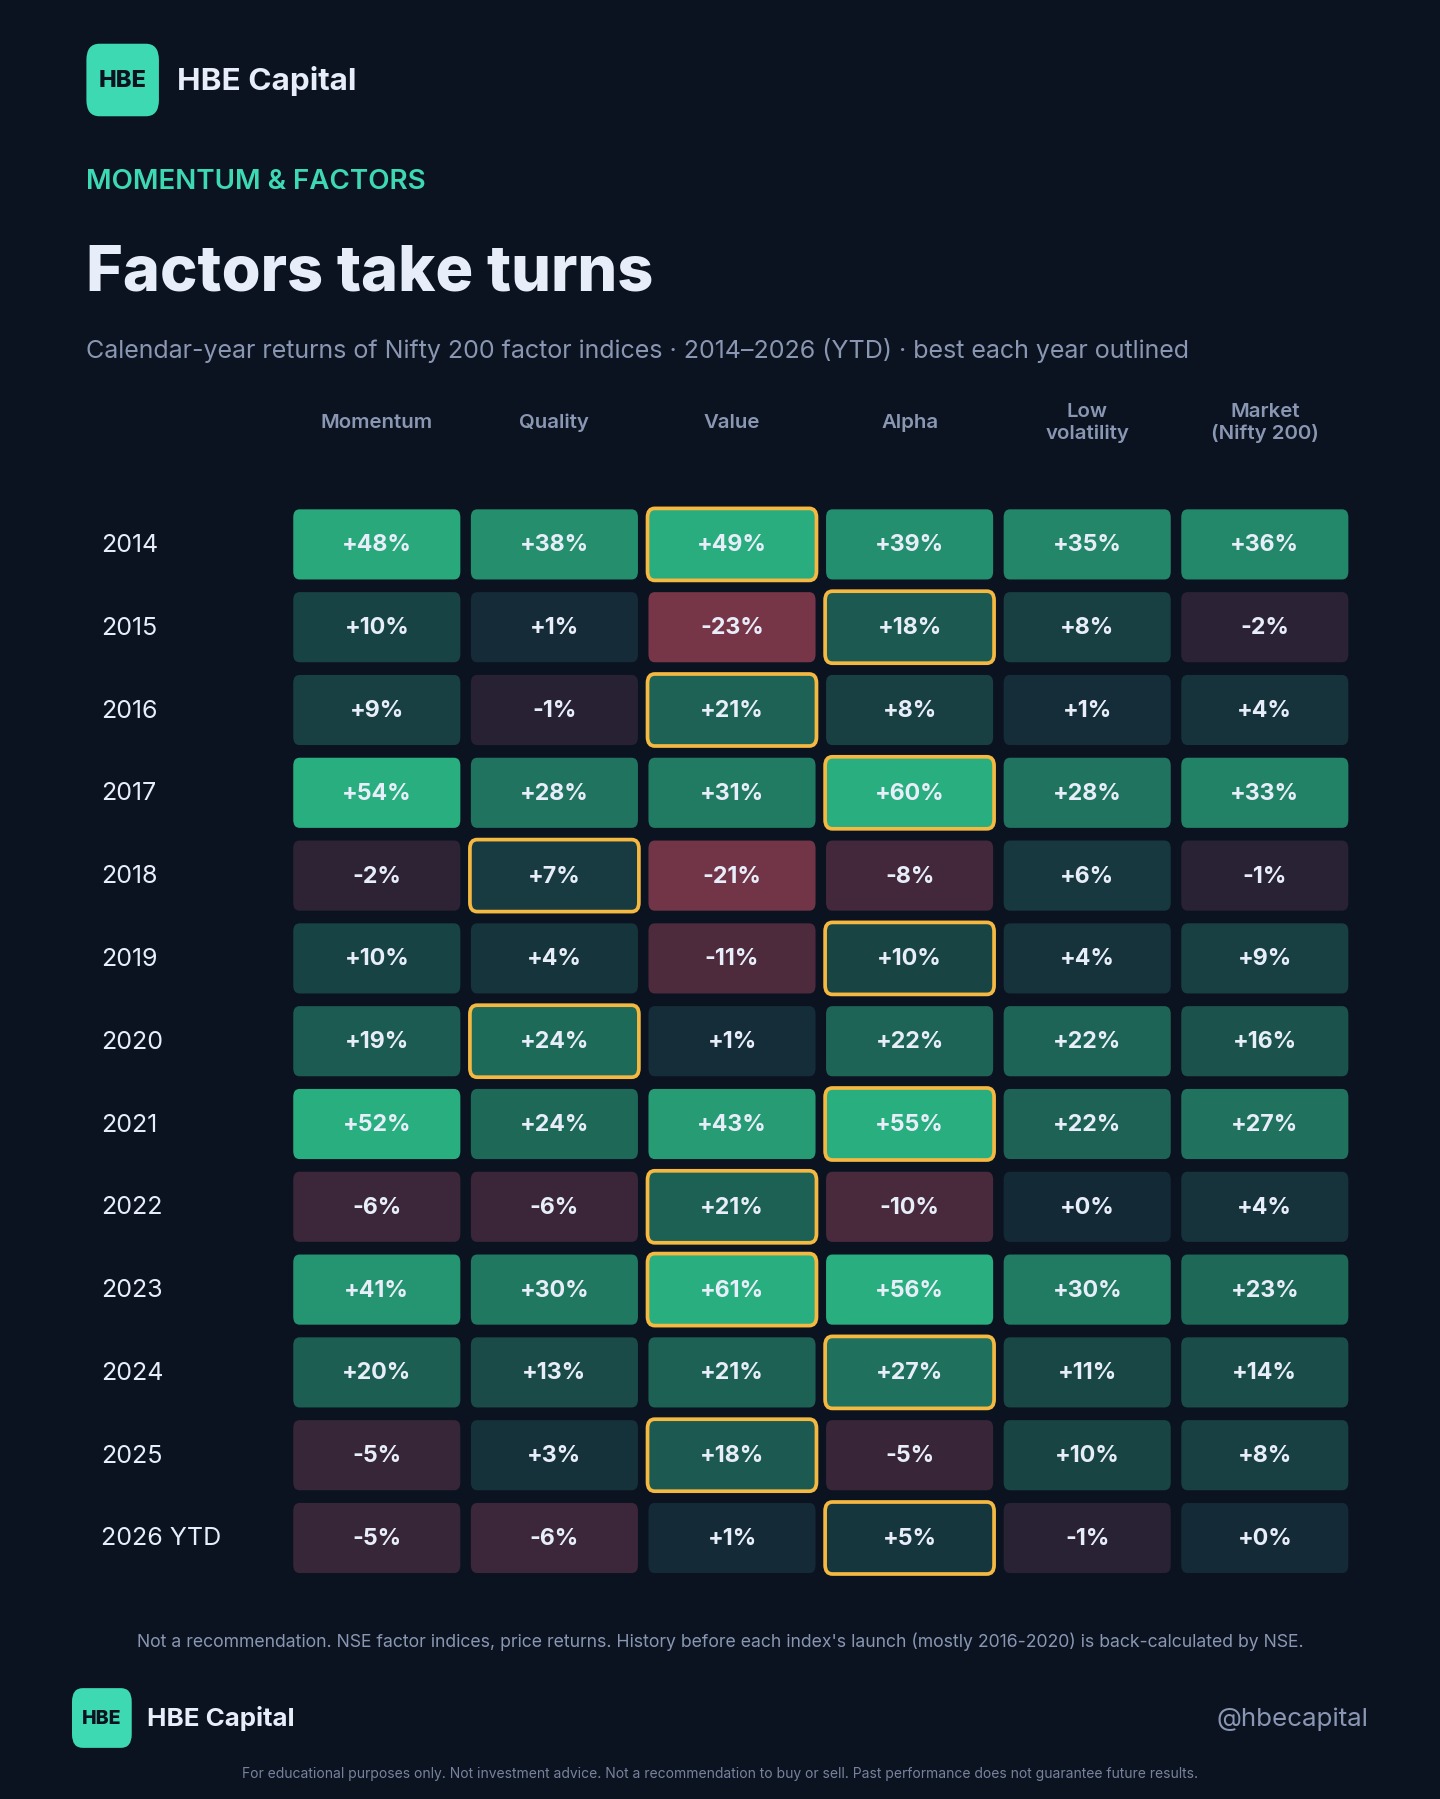 HBE HBE Capital
MOMENTUM & FACTORS
Factors take turns
Calendar-year returns of Nifty 200 factor indices · 2014–2026 (YTD) · best each year outlined
Momentum Quality Value Alpha Low volatility Market (Nifty 200)
2014 +48% +38% +49% +39% +35% +36%
2015 +10% +1% -23% +18% +8% -2%
2016 +9% -1% +21% +8% +1% +4%
2017 +54% +28% +31% +60% +28% +33%
2018 -2% +7% -21% -8% +6% -1%
2019 +10% +4% -11% +10% +4% +9%
2020 +19% +24% +1% +22% +22% +16%
2021 +52% +24% +43% +55% +22% +27%
2022 -6% -6% +21% -10% +0% +4%
2023 +41% +30% +61% +56% +30% +23%
2024 +20% +13% +21% +27% +11% +14%
2025 -5% +3% +18% -5% +10% +8%
2026 YTD -5% -6% +1% +5% -1% +0%
Not a recommendation. NSE factor indices, price returns. History before each index's launch (mostly 2016-2020) is back-calculated by NSE.
HBE HBE Capital @hbecapital
For educational purposes only. Not investment advice. Not a recommendation to buy or sell. Past performance does not guarantee future results.